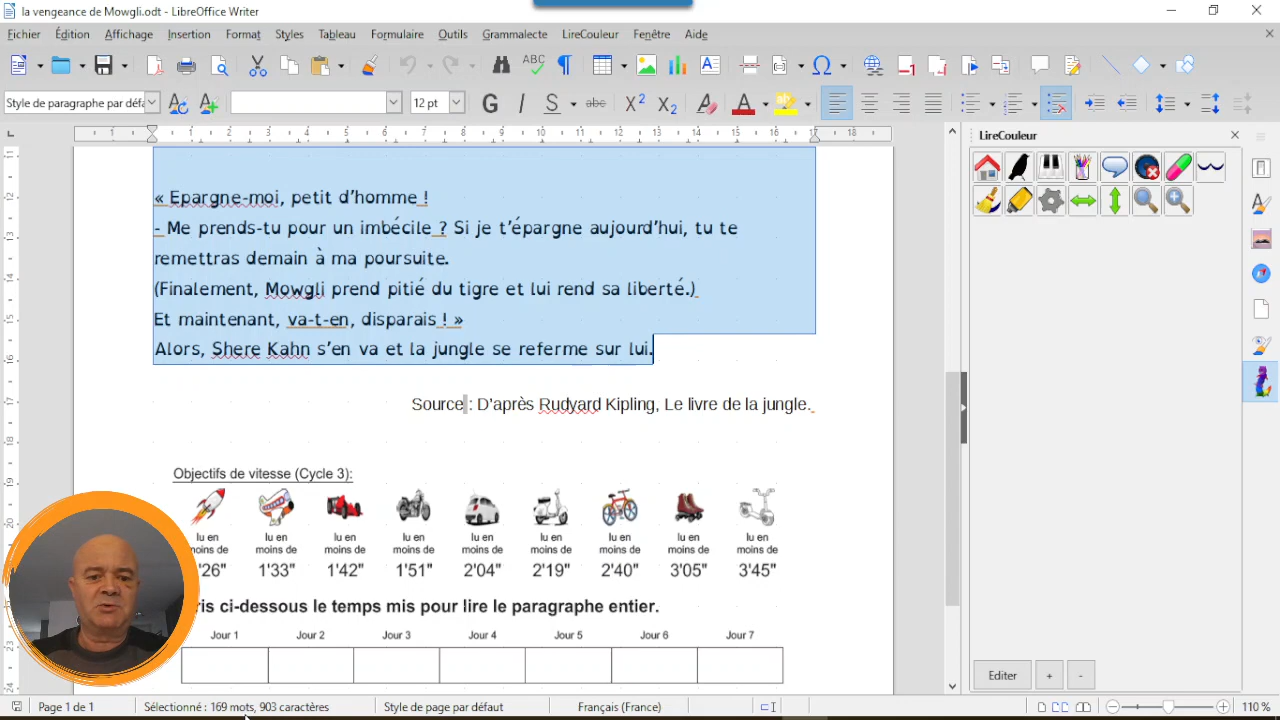 la vengeance de Mowgli.odt - LibreOffice Writer
Fichier Édition Affichage Insertion Format Styles Tableau Formulaire Outils Grammalecte LireCouleur Fenêtre Aide
Style de paragraphe par défa 12 pt
LireCouleur
« Epargne-moi, petit d'homme !
- Me prends-tu pour un imbécile ? Si je t'épargne aujourd'hui, tu te
remettras demain à ma poursuite.
(Finalement, Mowgli prend pitié du tigre et lui rend sa liberté.)
Et maintenant, va-t-en, disparais ! »
Alors, Shere Kahn s'en va et la jungle se referme sur lui.
Source : D'après Rudyard Kipling, Le livre de la jungle.
Objectifs de vitesse (Cycle 3):
lu en lu en lu en lu en lu en lu en lu en lu en lu en
moins de moins de moins de moins de moins de moins de moins de moins de
'26" 1'33" 1'42" 1'51" 2'04" 2'19" 2'40" 3'05" 3'45"
ci-dessous le temps mis pour lire le paragraphe entier.
Jour 1 Jour 2 Jour 3 Jour 4 Jour 5 Jour 6 Jour 7
Editer + -
Page 1 de 1 Sélectionné : 169 mots, 903 caractères Style de page par défaut Français (France) 110 %